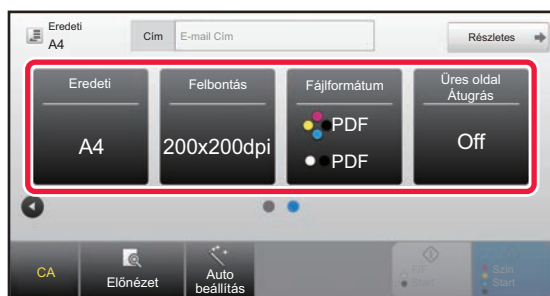 Eredeti
A4
Cím
E-mail Cím
Részletes
Eredeti
A4
Felbontás
200x200dpi
Fájlformátum
PDF
PDF
Üres oldal
Átugrás
Off
CA
Előnézet
Auto
beállítás
F/F
Start
Szín
Start